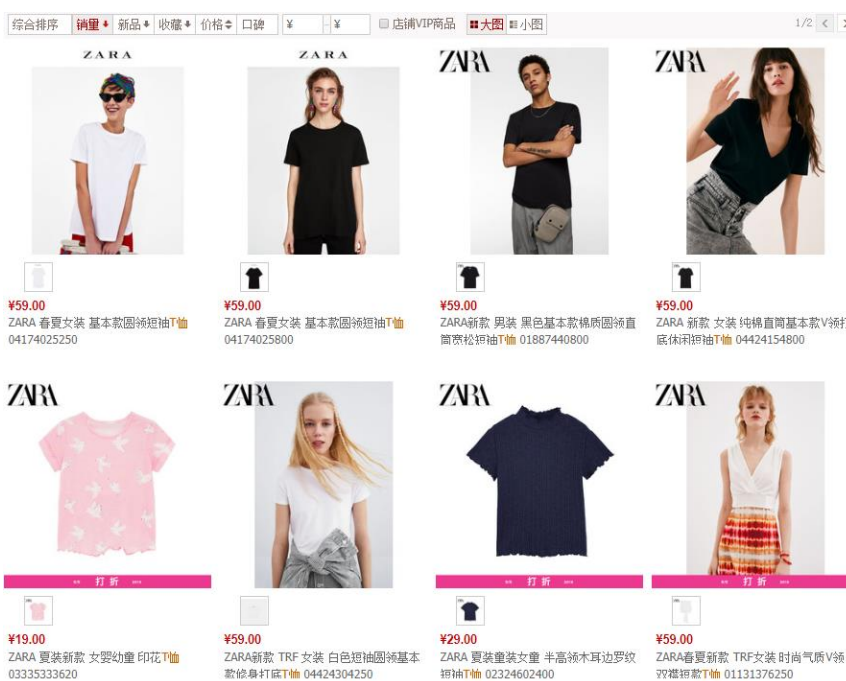 综合排序 销量 新品 收藏 价格 口碑 ¥ - ¥ 店铺VIP商品 大图 小图 1/2
ZARA
ZARA
ZARA
ZARA
¥59.00
ZARA 春夏女装 基本款圆领短袖T恤
04174025250
¥59.00
ZARA 春夏女装 基本款圆领短袖T恤
04174025800
¥59.00
ZARA新款 男装 黑色基本款棉质圆领直
筒宽松短袖T恤 01887440800
¥59.00
ZARA 新款 女装 纯棉直筒基本款V领打
底休闲短袖T恤 04424154800
ZARA
ZARA
ZARA
ZARA
打折
打折
打折
¥19.00
ZARA 夏装新款 女婴幼童 印花T恤
03335333620
¥59.00
ZARA新款 TRF 女装 白色短袖圆领基本
款修身打底T恤 04424304250
¥29.00
ZARA 夏装童装女童 半高领木耳边罗纹
短袖T恤 02324602400
¥59.00
ZARA春夏新款 TRF女装 时尚气质V领
双襟短款T恤 01131376250